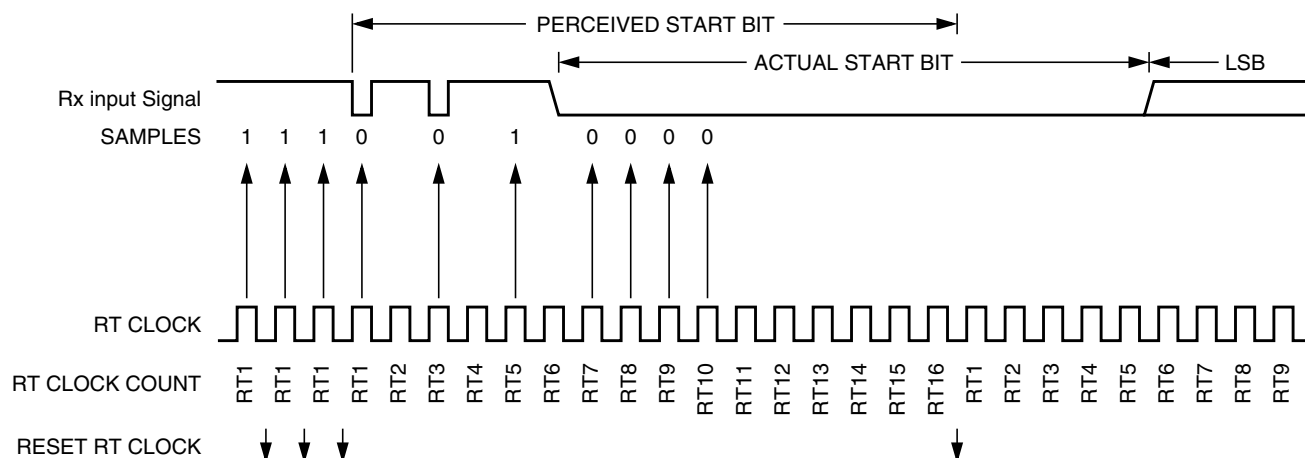 PERCEIVED START BIT
ACTUAL START BIT LSB
Rx input Signal
SAMPLES 1 1 1 0 0 1 0 0 0 0
RT CLOCK
RT CLOCK COUNT RT1 RT1 RT1 RT1 RT2 RT3 RT4 RT5 RT6 RT7 RT8 RT9 RT10 RT11 RT12 RT13 RT14 RT15 RT16 RT1 RT2 RT3 RT4 RT5 RT6 RT7 RT8 RT9
RESET RT CLOCK